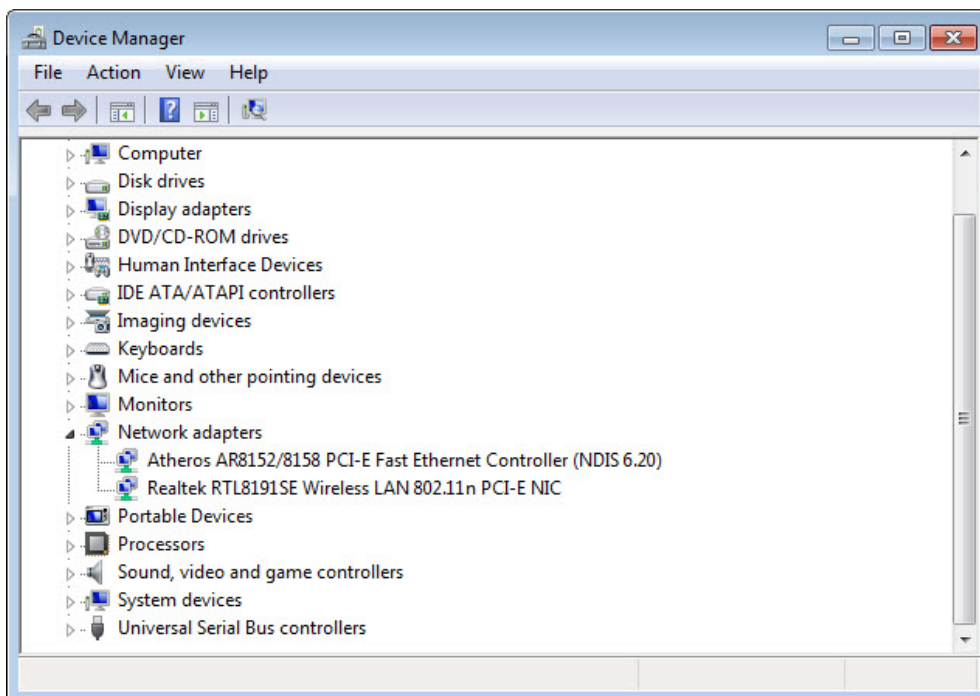 Device Manager
File Action View Help
Computer
Disk drives
Display adapters
DVD/CD-ROM drives
Human Interface Devices
IDE ATA/ATAPI controllers
Imaging devices
Keyboards
Mice and other pointing devices
Monitors
Network adapters
Atheros AR8152/8158 PCI-E Fast Ethernet Controller (NDIS 6.20)
Realtek RTL8191SE Wireless LAN 802.11n PCI-E NIC
Portable Devices
Processors
Sound, video and game controllers
System devices
Universal Serial Bus controllers